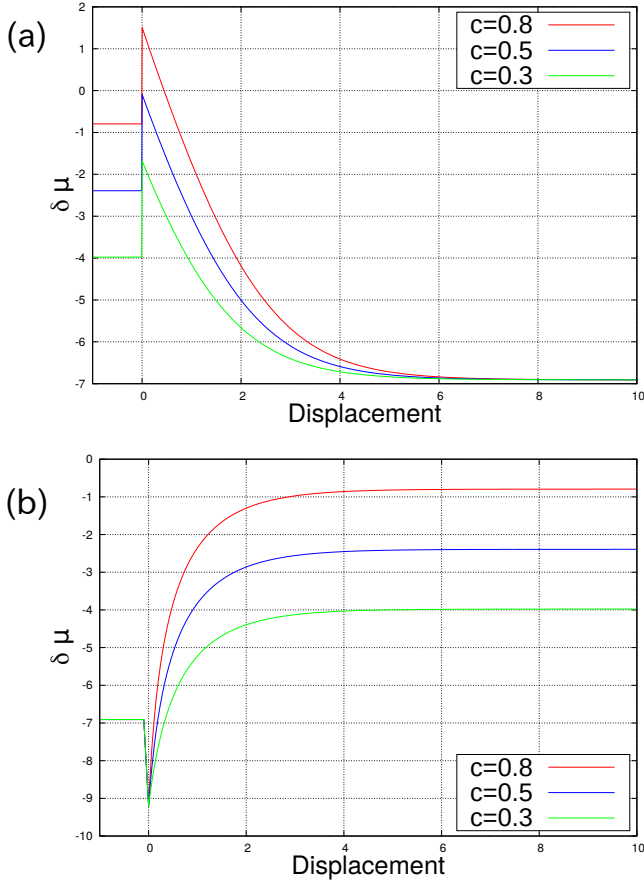 (a)
2
1
0
-1
-2
-3
-4
-5
-6
-7
δ μ
c=0.8
c=0.5
c=0.3
0 2 4 6 8 10
Displacement
(b)
0
-1
-2
-3
-4
-5
-6
-7
-8
-9
-10
δ μ
c=0.8
c=0.5
c=0.3
0 2 4 6 8 10
Displacement